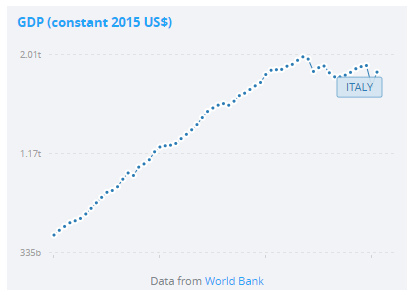 GDP (constant 2015 US$)
2.01t
ITALY
1.17t
335b
Data from World Bank